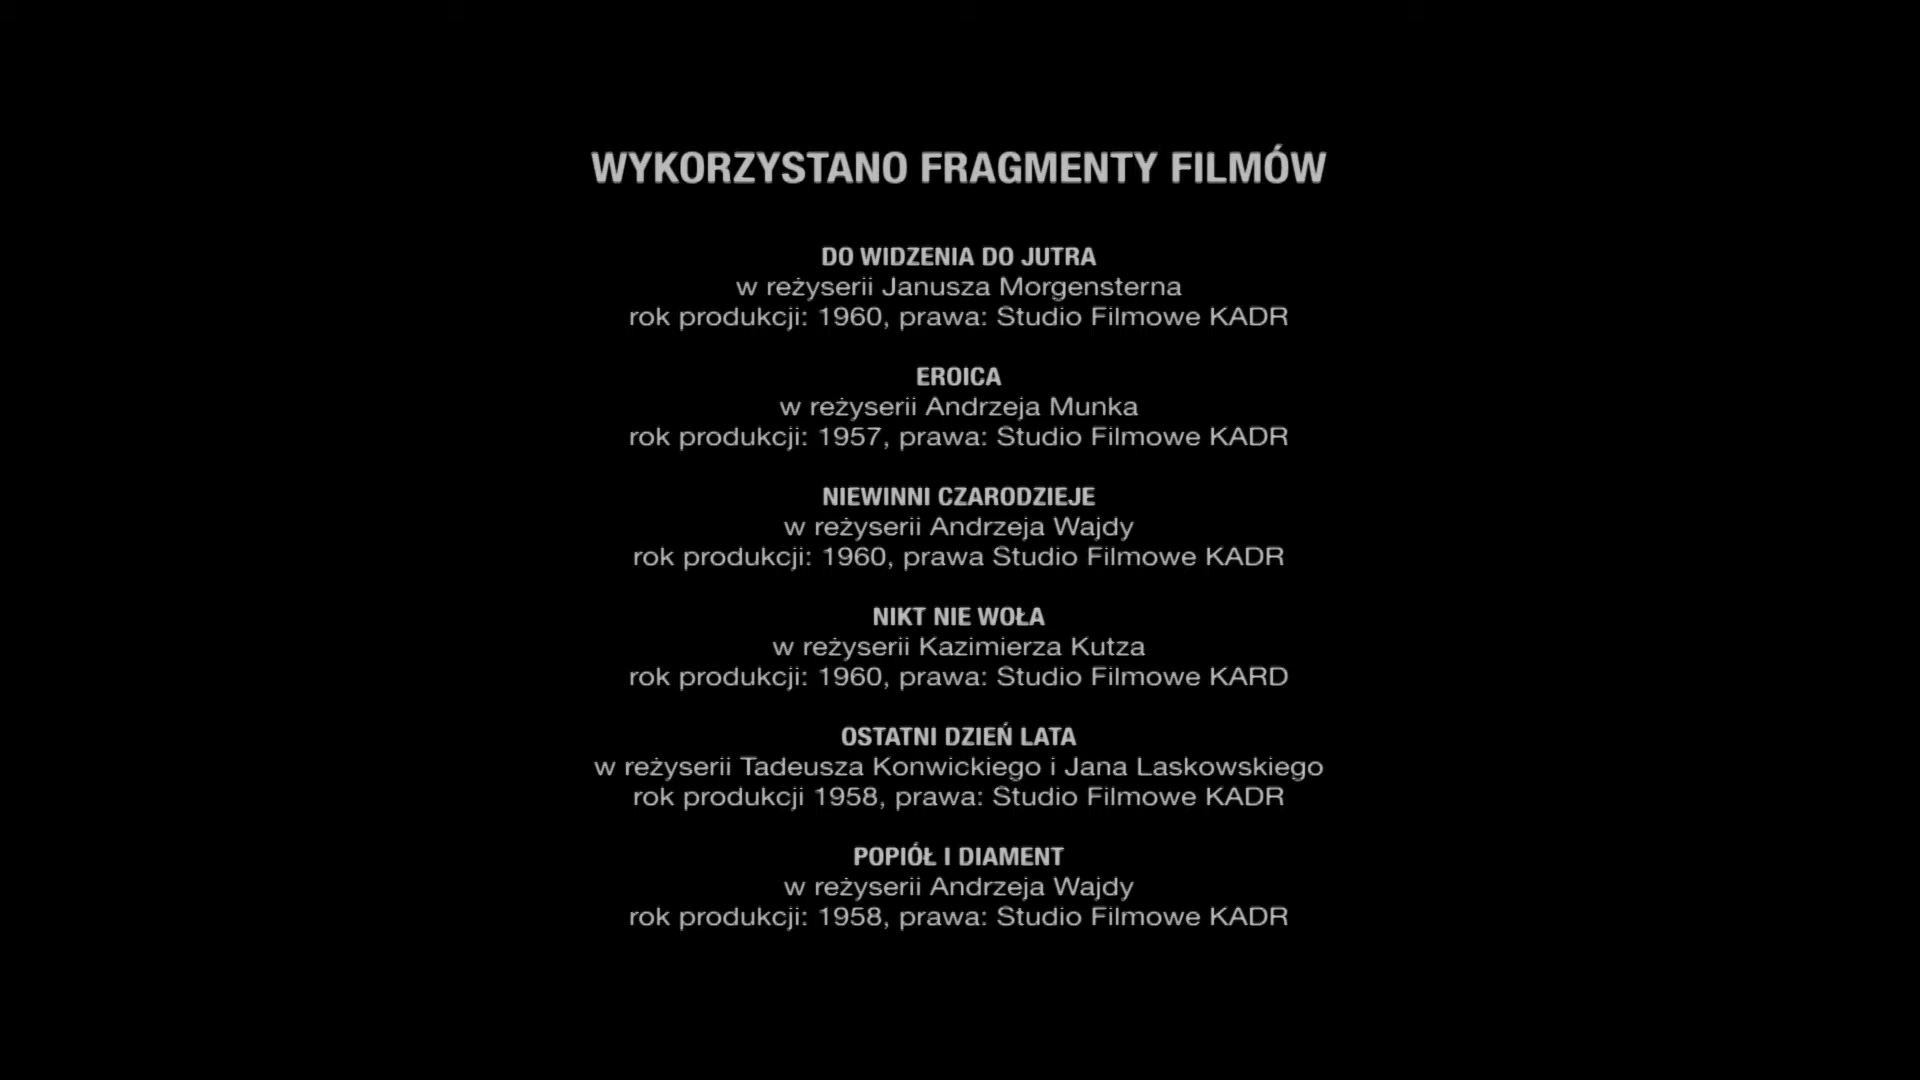 WYKORZYSTANO FRAGMENTY FILMÓW
DO WIDZENIA DO JUTRA
w reżyserii Janusza Morgensterna
rok produkcji: 1960, prawa: Studio Filmowe KADR
EROICA
w reżyserii Andrzeja Munka
rok produkcji: 1957, prawa: Studio Filmowe KADR
NIEWINNI CZARODZIEJE
w reżyserii Andrzeja Wajdy
rok produkcji: 1960, prawa Studio Filmowe KADR
NIKT NIE WOŁA
w reżyserii Kazimierza Kutza
rok produkcji: 1960, prawa: Studio Filmowe KARD
OSTATNI DZIEŃ LATA
w reżyserii Tadeusza Konwickiego i Jana Laskowskiego
rok produkcji 1958, prawa: Studio Filmowe KADR
POPIÓŁ I DIAMENT
w reżyserii Andrzeja Wajdy
rok produkcji: 1958, prawa: Studio Filmowe KADR